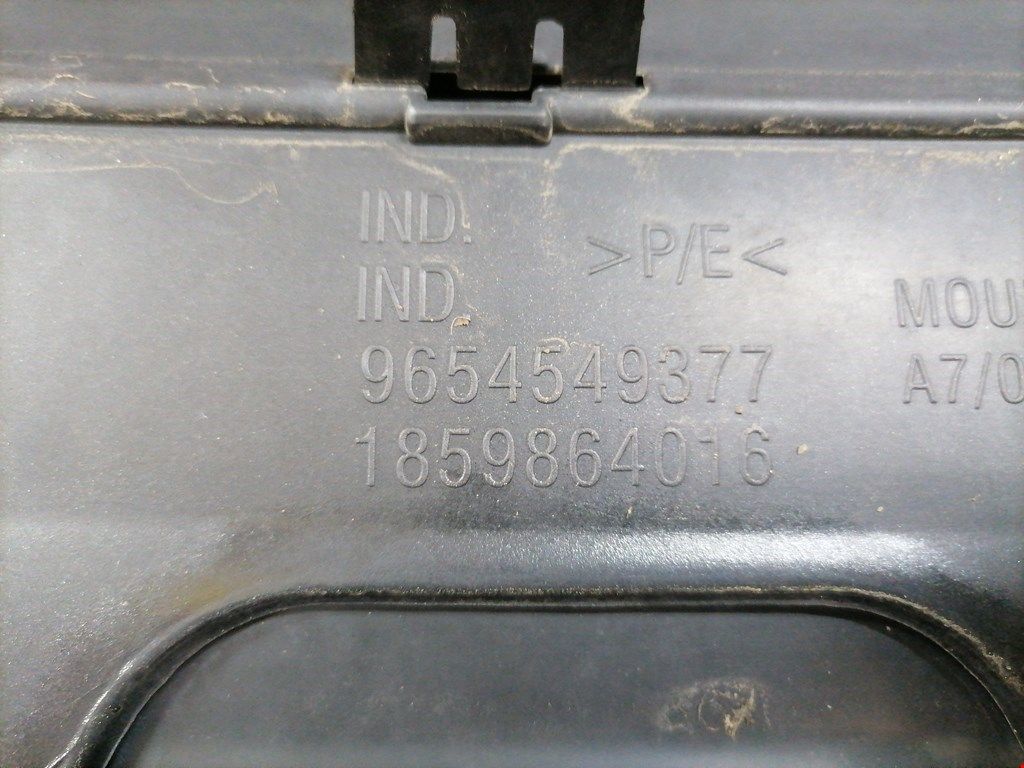 IND.
>P/E<
IND.
MOU
9654549377
A7/0
1859864016